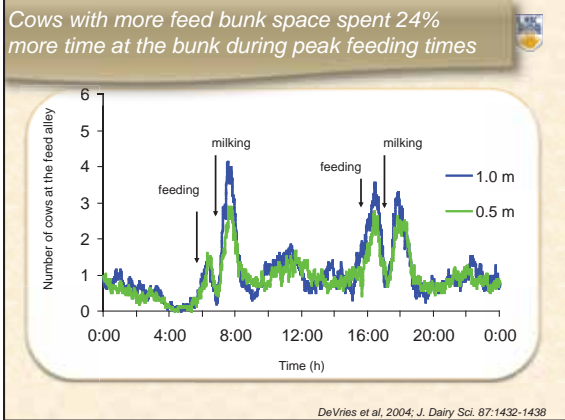 Cows with more feed bunk space spent 24%
more time at the bunk during peak feeding times
Number of cows at the feed alley
6
5
4
3
2
1
0
feeding
milking
feeding
milking
1.0 m
0.5 m
0:00 4:00 8:00 12:00 16:00 20:00 0:00
Time (h)
DeVries et al, 2004; J. Dairy Sci. 87:1432-1438